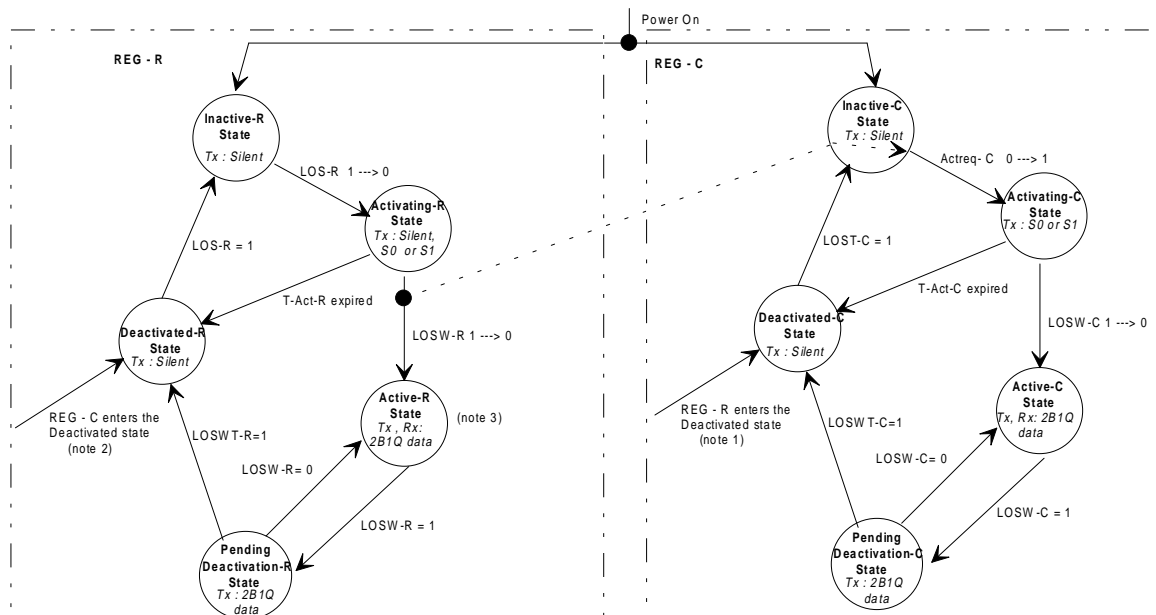 Power On
REG - R
REG - C
Inactive-R
State
Tx : Silent
LOS-R 1 ---> 0
Activating-R
State
Tx : Silent,
S0 or S1
LOS-R = 1
T-Act-R expired
Deactivated-R
State
Tx : Silent
LOSW-R 1 ---> 0
REG - C enters the
Deactivated state
(note 2)
LOSWT-R=1
Active-R
State
Tx , Rx:
2B1Q data
(note 3)
LOSW-R= 0
LOSW-R = 1
Pending
Deactivation-R
State
Tx : 2B1Q
data
Inactive-C
State
Tx : Silent
Actreq- C 0 ---> 1
Activating-C
State
Tx : S0 or S1
LOST-C = 1
T-Act-C expired
Deactivated-C
State
Tx : Silent
LOSW-C 1 ---> 0
REG - R enters the
Deactivated state
(note 1)
LOSWT-C=1
Active-C
State
Tx, Rx: 2B1Q
data
LOSW-C= 0
LOSW-C = 1
Pending
Deactivation-C
State
Tx : 2B1Q
data